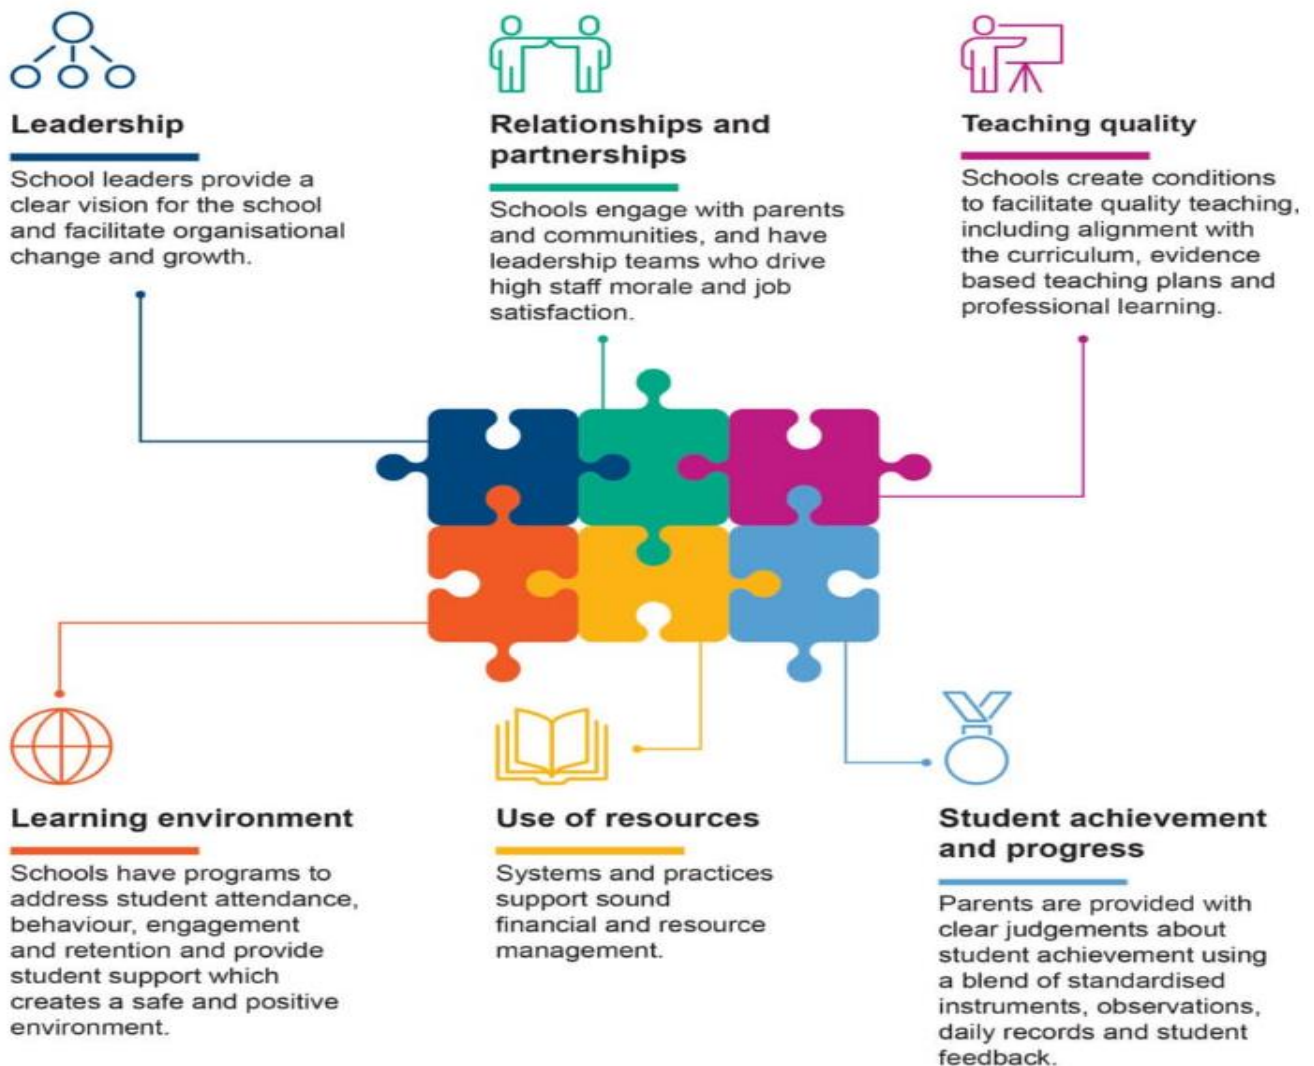 Leadership
School leaders provide a
clear vision for the school
and facilitate organisational
change and growth.
Relationships and
partnerships
Schools engage with parents
and communities, and have
leadership teams who drive
high staff morale and job
satisfaction.
Teaching quality
Schools create conditions
to facilitate quality teaching,
including alignment with
the curriculum, evidence
based teaching plans and
professional learning.
Learning environment
Schools have programs to
address student attendance,
behaviour, engagement
and retention and provide
student support which
creates a safe and positive
environment.
Use of resources
Systems and practices
support sound
financial and resource
management.
Student achievement
and progress
Parents are provided with
clear judgements about
student achievement using
a blend of standardised
instruments, observations,
daily records and student
feedback.